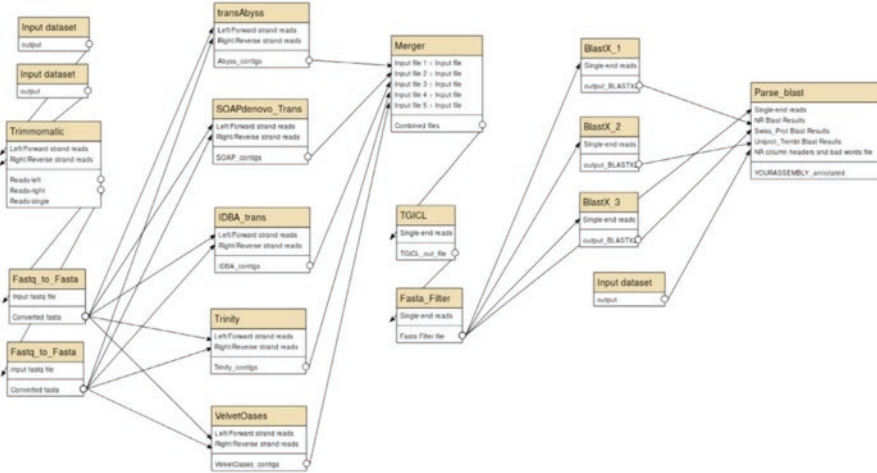 Input dataset
output
Input dataset
output
Trimmomatic
Left/Forward strand reads
Right/Reverse strand reads
Reads-left
Reads-right
Reads-single
Fastq_to_Fasta
Input fastq file
Converted fasta
Fastq_to_Fasta
Input fastq file
Converted fasta
transAbyss
Left/Forward strand reads
Right/Reverse strand reads
Abyss_contigs
SOAPdenovo_Trans
Left/Forward strand reads
Right/Reverse strand reads
SOAP_contigs
IDBA_trans
Left/Forward strand reads
Right/Reverse strand reads
IDBA_contigs
Trinity
Left/Forward strand reads
Right/Reverse strand reads
Trinity_contigs
VelvetOases
Left/Forward strand reads
Right/Reverse strand reads
VelvetOases_contigs
Merger
Input file 1 > Input file
Input file 2 > Input file
Input file 3 > Input file
Input file 4 > Input file
Input file 5 > Input file
Combined files
TGICL
Single-end reads
TGICL_out_file
Fasta_Filter
Single-end reads
Fasta Filter file
BlastX_1
Single-end reads
output_BLASTX
BlastX_2
Single-end reads
output_BLASTX
BlastX_3
Single-end reads
output_BLASTX
Input dataset
output
Parse_blast
Single-end reads
NR Blast Results
Swiss_Prot Blast Results
Uniprot_Trembl Blast Results
NR column headers and bad words file
YOURASSEMBLY_annotated